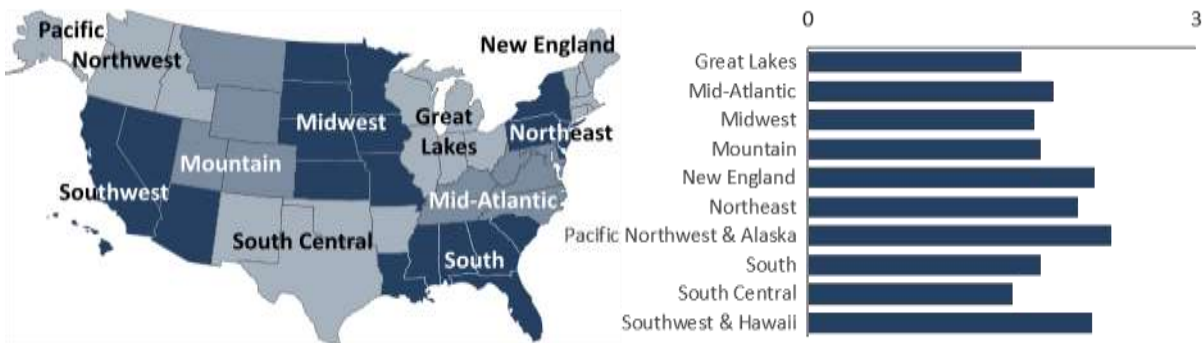 Pacific
Northwest
New England
Midwest
Great
Lakes
Northeast
Mountain
Southwest
Mid-Atlantic
South Central
South
0
3
Great Lakes
Mid-Atlantic
Midwest
Mountain
New England
Northeast
Pacific Northwest & Alaska
South
South Central
Southwest & Hawaii